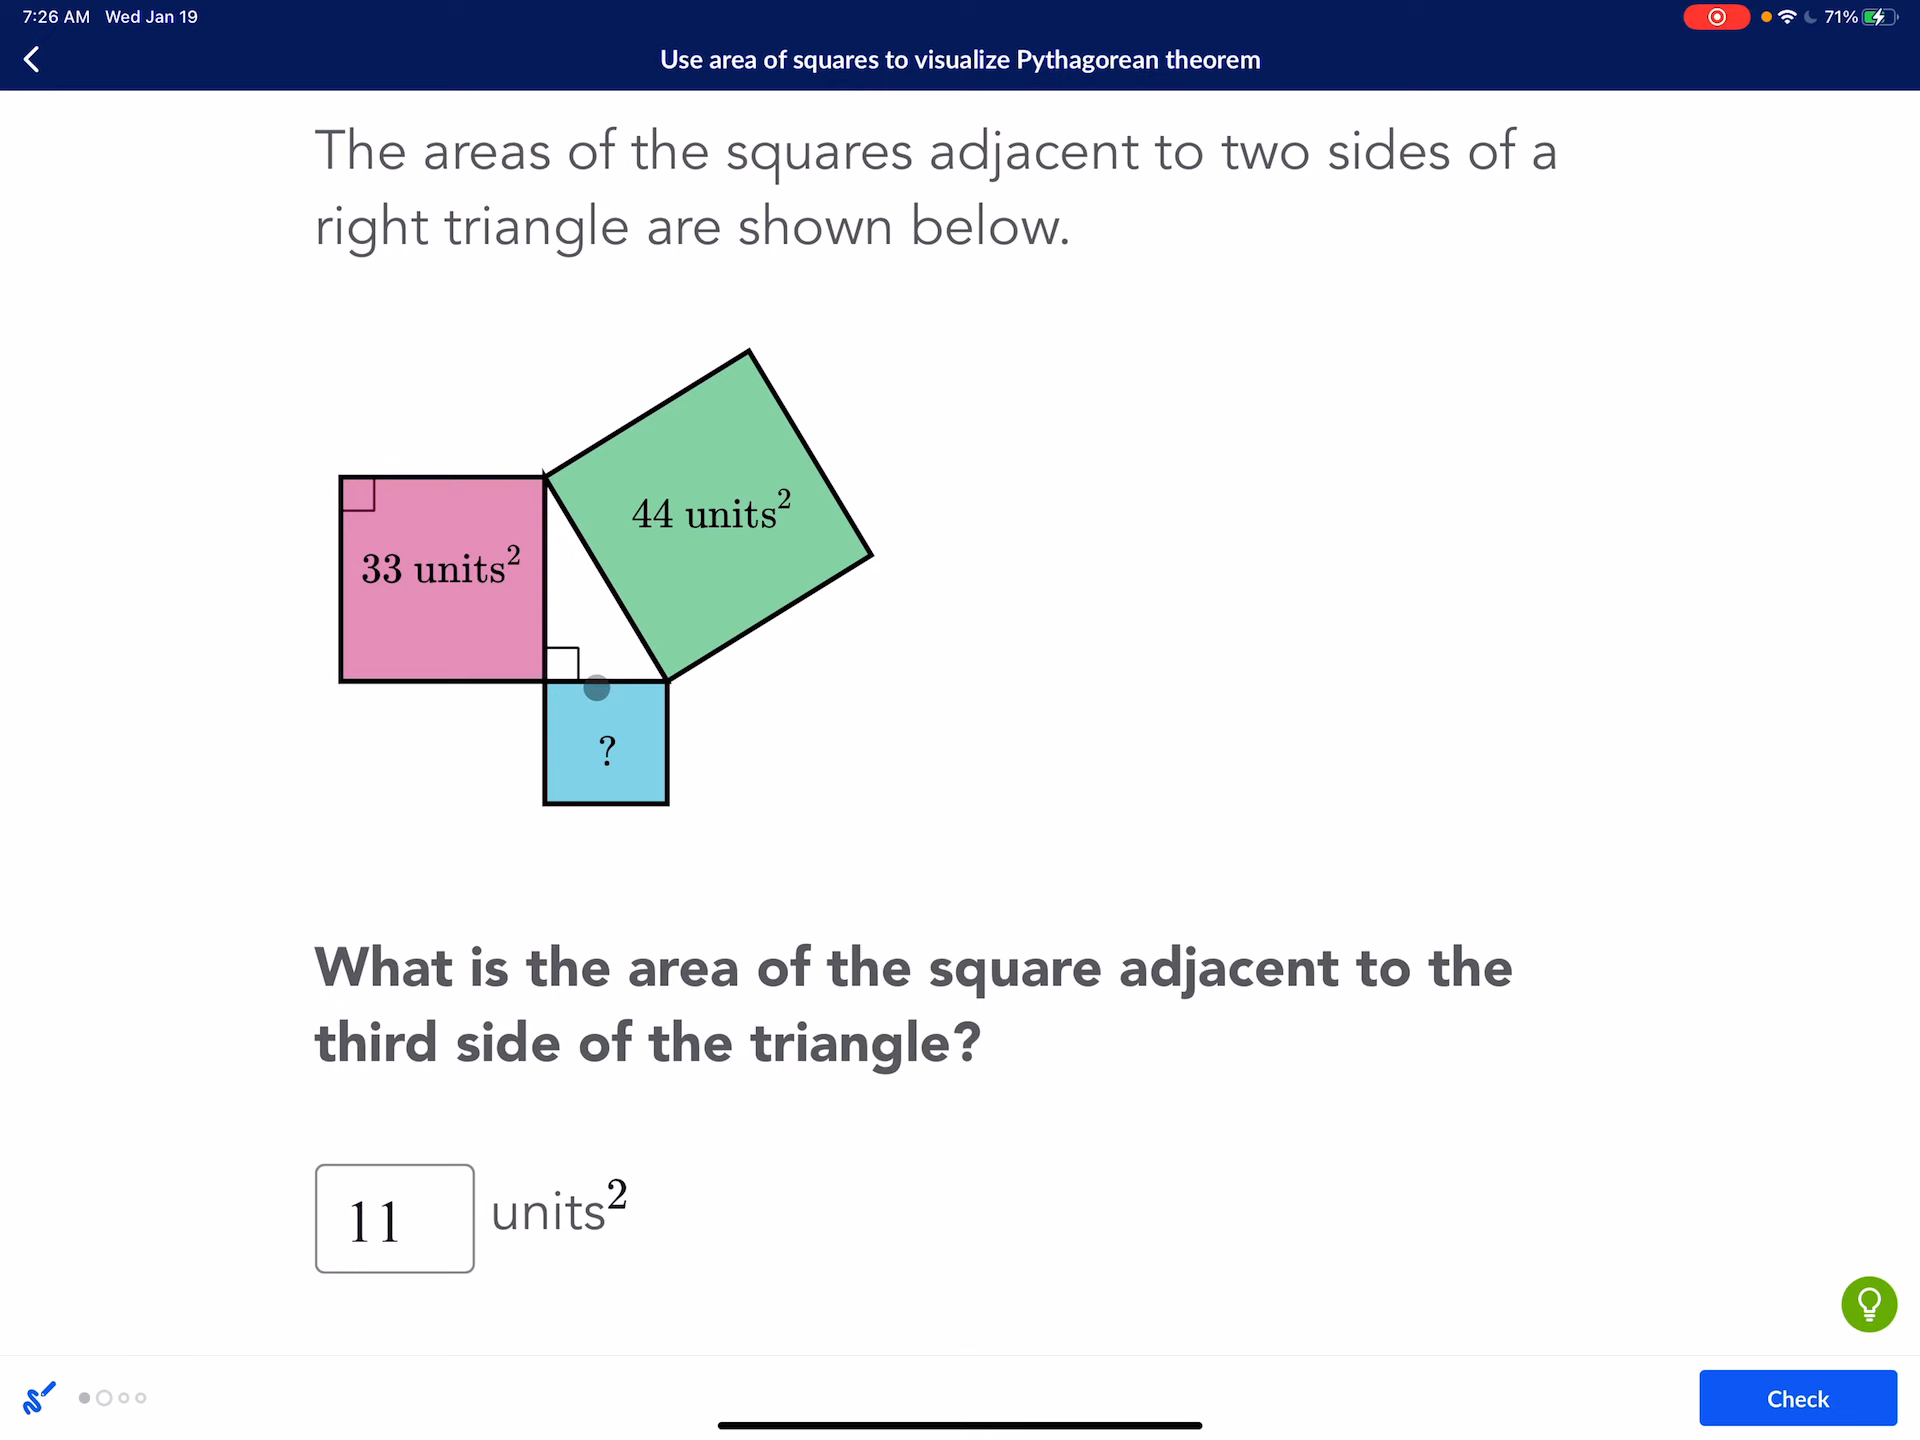 7:26 AM Wed Jan 19
71%
Use area of squares to visualize Pythagorean theorem
The areas of the squares adjacent to two sides of a
right triangle are shown below.
44 units²
33 units²
?
What is the area of the square adjacent to the
third side of the triangle?
11 units²
Check